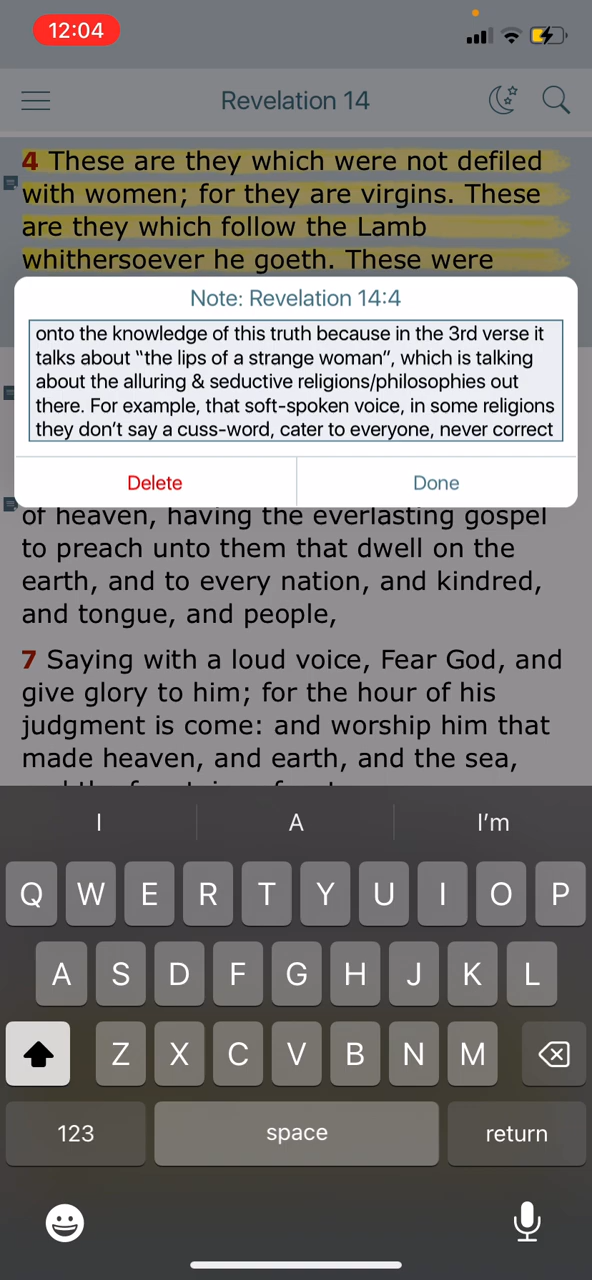 12:04
Revelation 14
4 These are they which were not defiled
with women; for they are virgins. These
are they which follow the Lamb
whithersoever he goeth. These were
Note: Revelation 14:4
onto the knowledge of this truth because in the 3rd verse it
talks about “the lips of a strange woman”, which is talking
about the alluring & seductive religions/philosophies out
there. For example, that soft-spoken voice, in some religions
they don’t say a cuss-word, cater to everyone, never correct
Delete Done
of heaven, having the everlasting gospel
to preach unto them that dwell on the
earth, and to every nation, and kindred,
and tongue, and people,
7 Saying with a loud voice, Fear God, and
give glory to him; for the hour of his
judgment is come: and worship him that
made heaven, and earth, and the sea,
I A I’m
Q W E R T Y U I O P
A S D F G H J K L
Z X C V B N M
123 space return